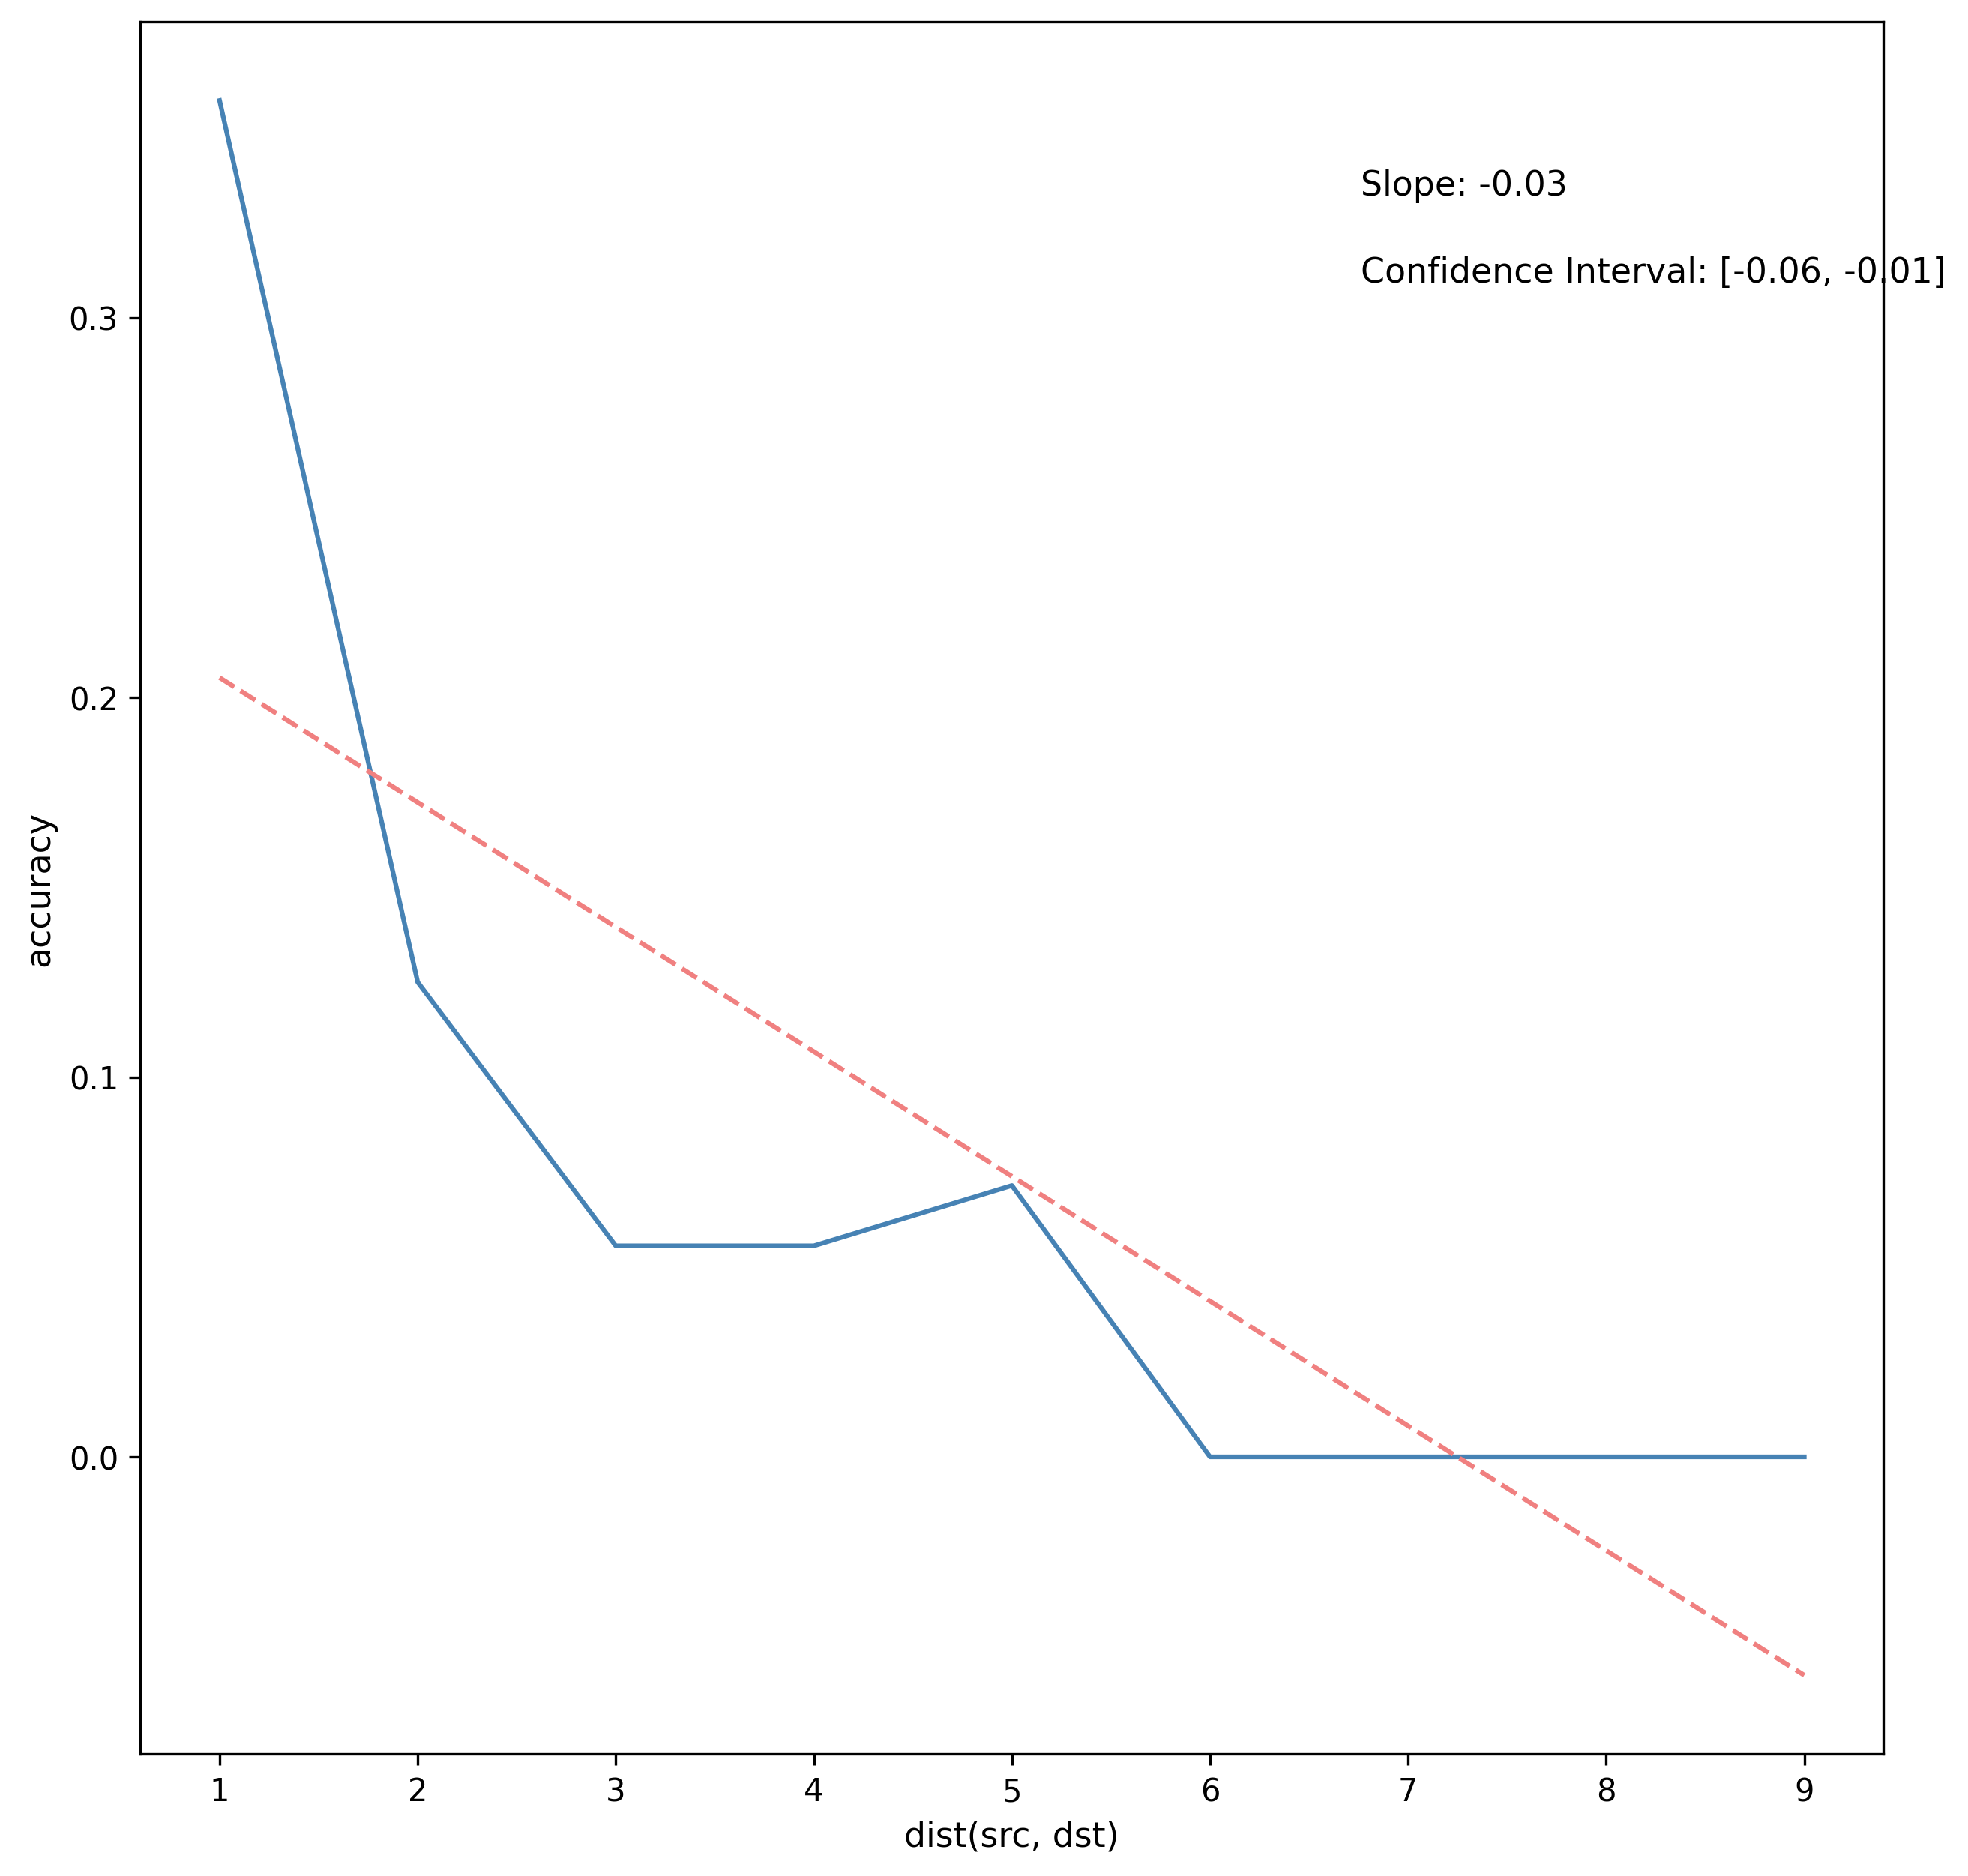 Slope: -0.03
Confidence Interval: [-0.06, -0.01]
0.3
0.2
0.1
0.0
accuracy
1 2 3 4 5 6 7 8 9
dist(src, dst)